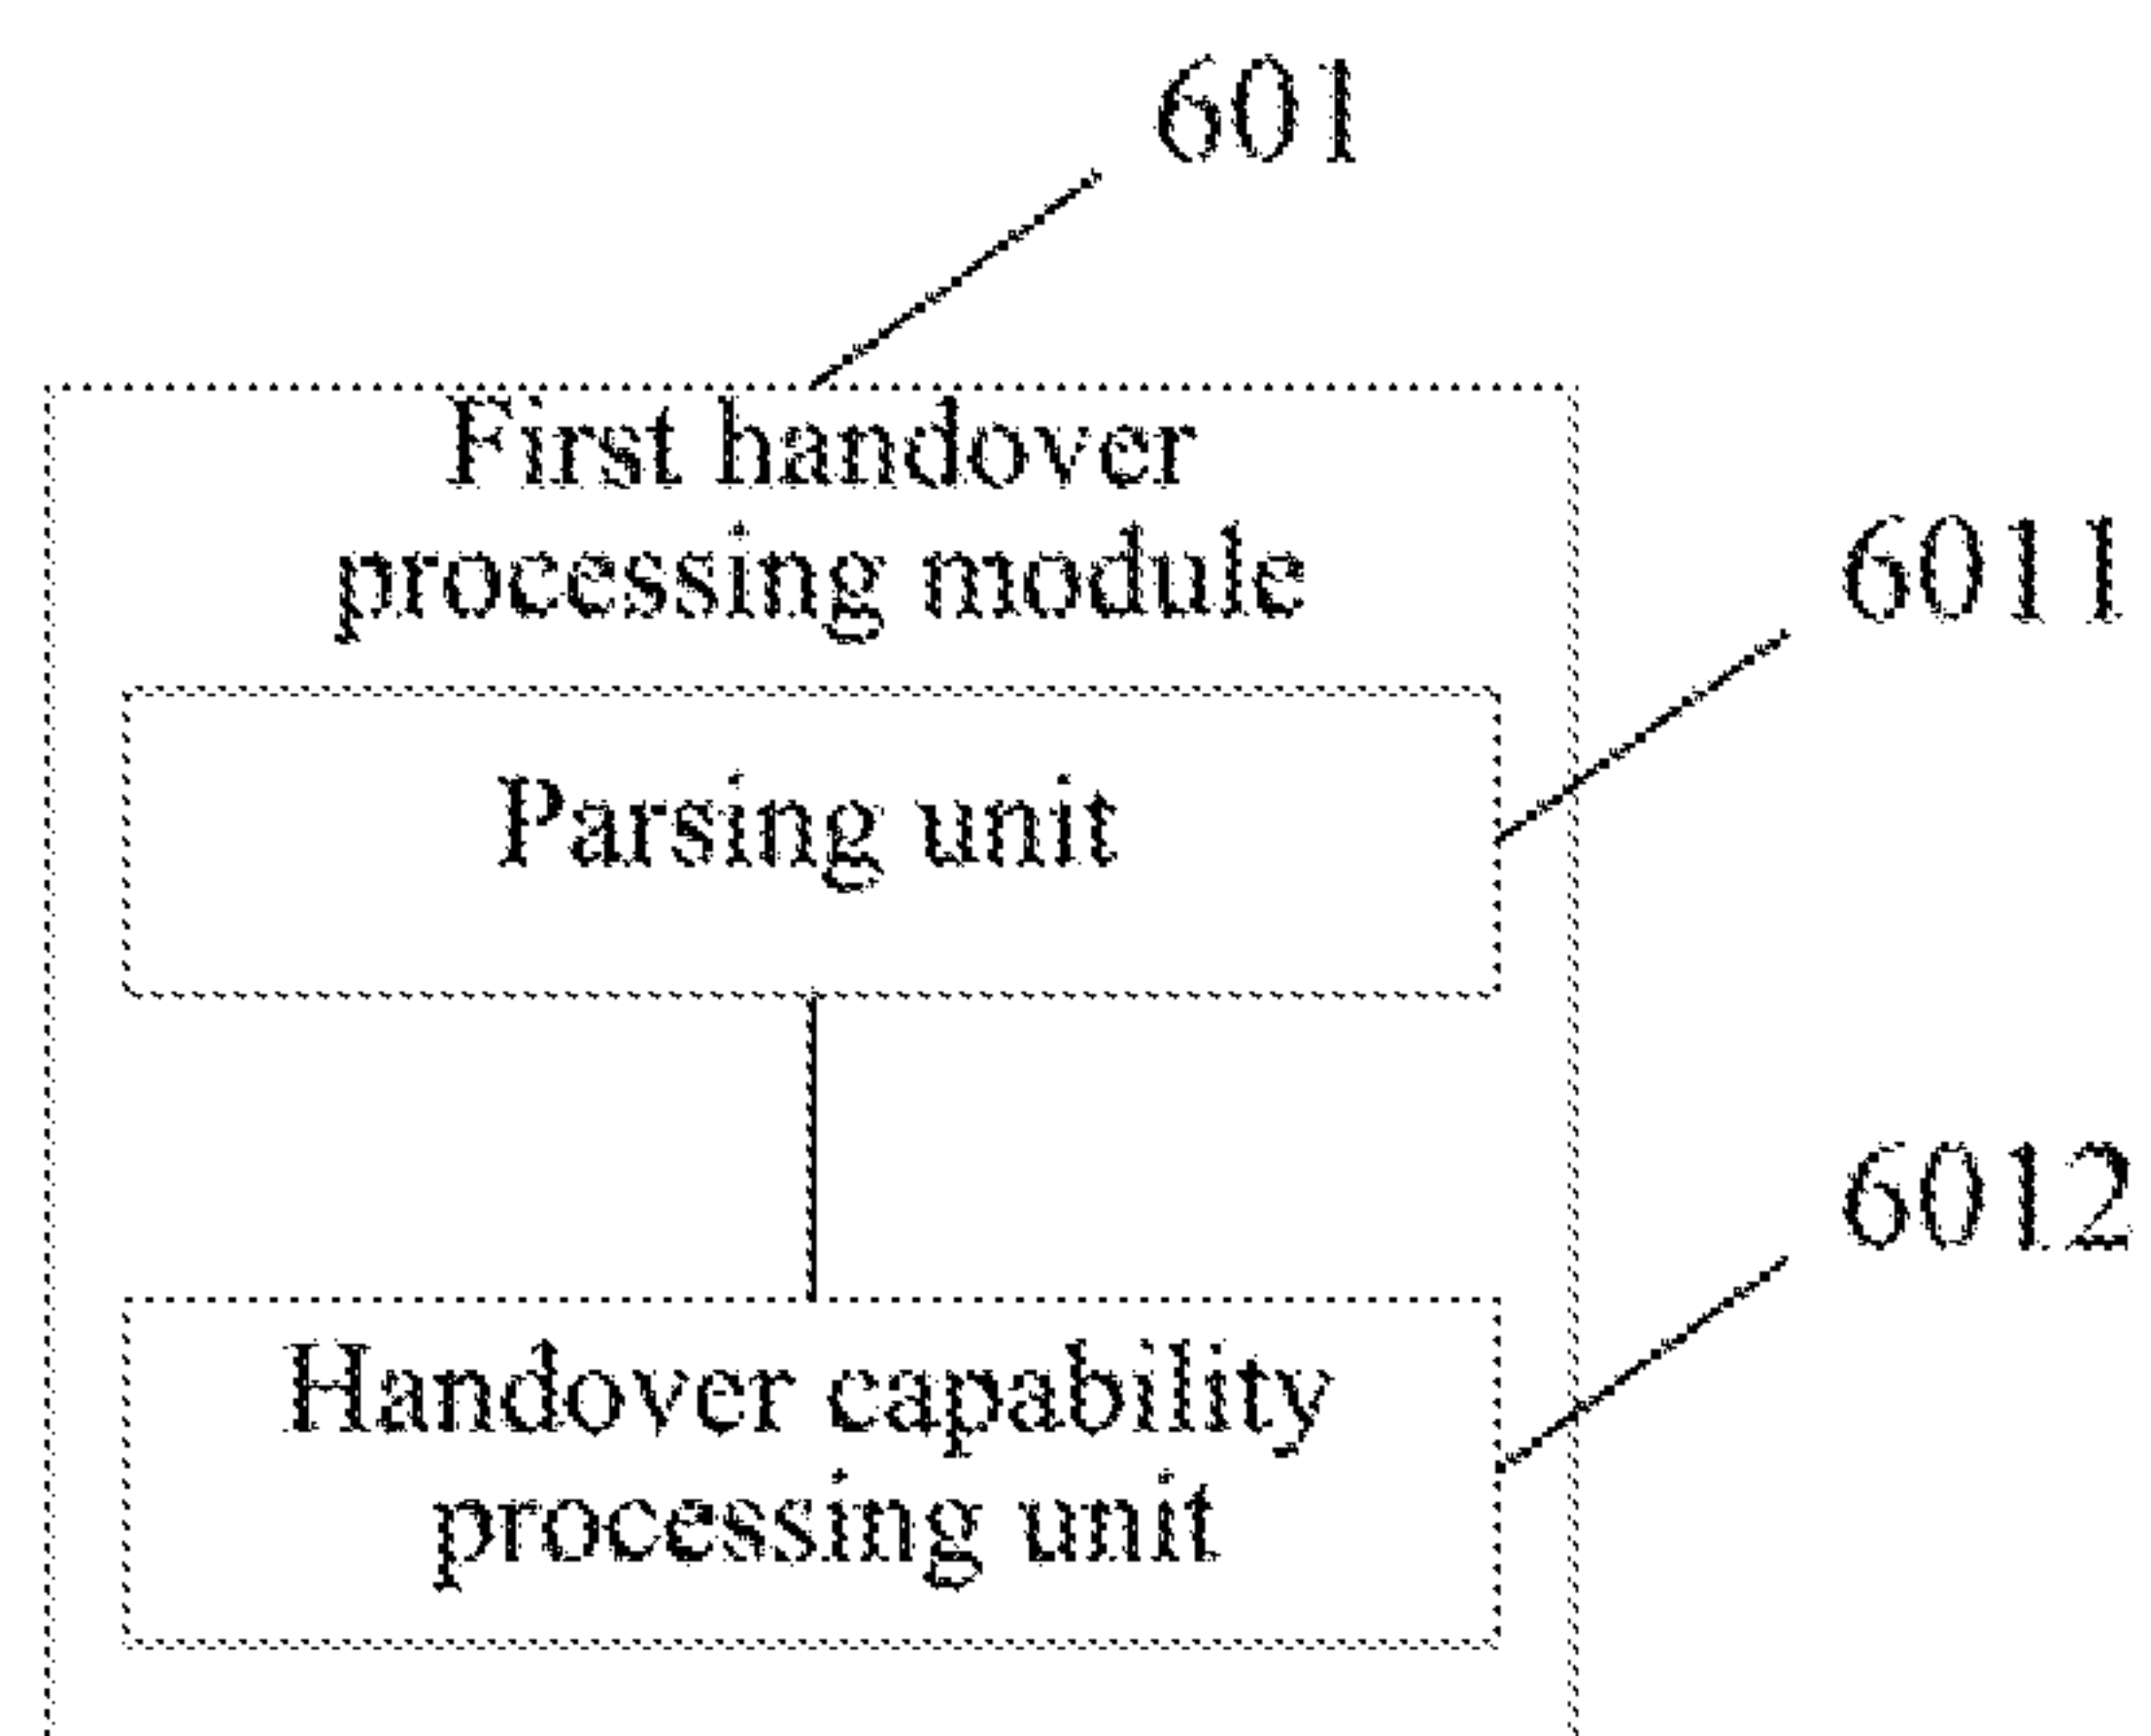 601
First handover
processing module
6011
Parsing unit
6012
Handover capability
processing unit